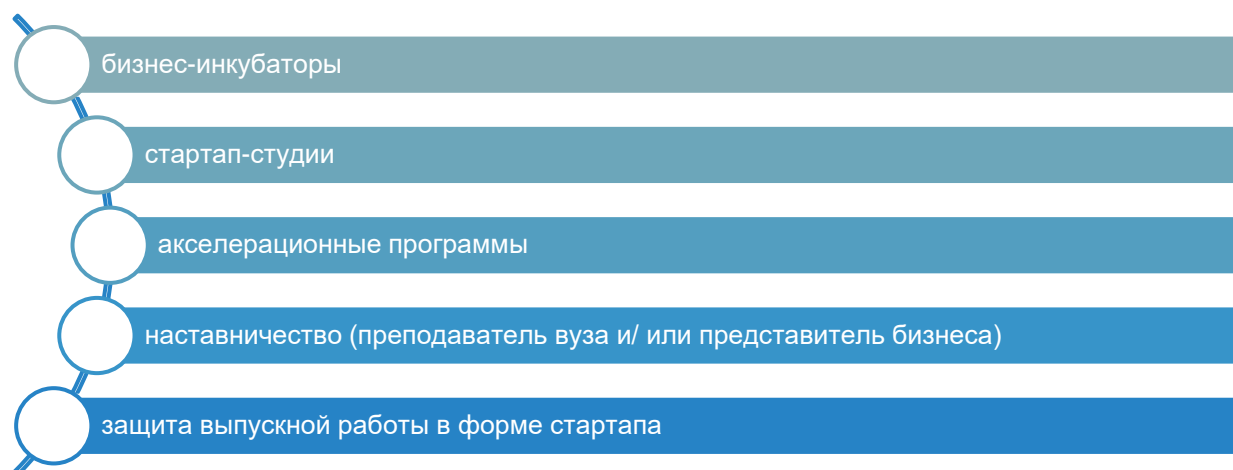 бизнес-инкубаторы
стартап-студии
акселерационные программы
наставничество (преподаватель вуза и/ или представитель бизнеса)
защита выпускной работы в форме стартапа